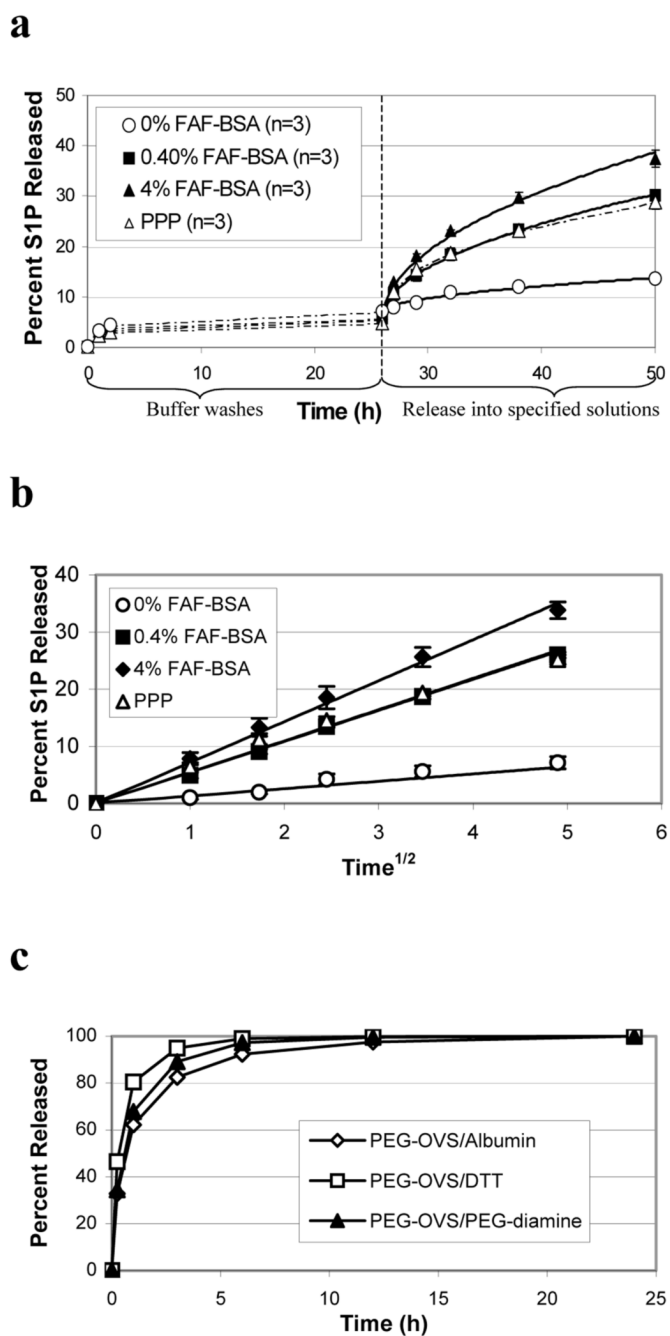 a
Percent S1P Released
50
40
30
20
10
0
0% FAF-BSA (n=3)
0.40% FAF-BSA (n=3)
4% FAF-BSA (n=3)
PPP (n=3)
0
10
20
30
40
50
Buffer washes
Time (h)
Release into specified solutions
b
Percent S1P Released
40
30
20
10
0
0% FAF-BSA
0.4% FAF-BSA
4% FAF-BSA
PPP
0
1
2
3
4
5
6
Time1/2
c
Percent Released
100
80
60
40
20
0
PEG-OVS/Albumin
PEG-OVS/DTT
PEG-OVS/PEG-diamine
0
5
10
15
20
25
Time (h)